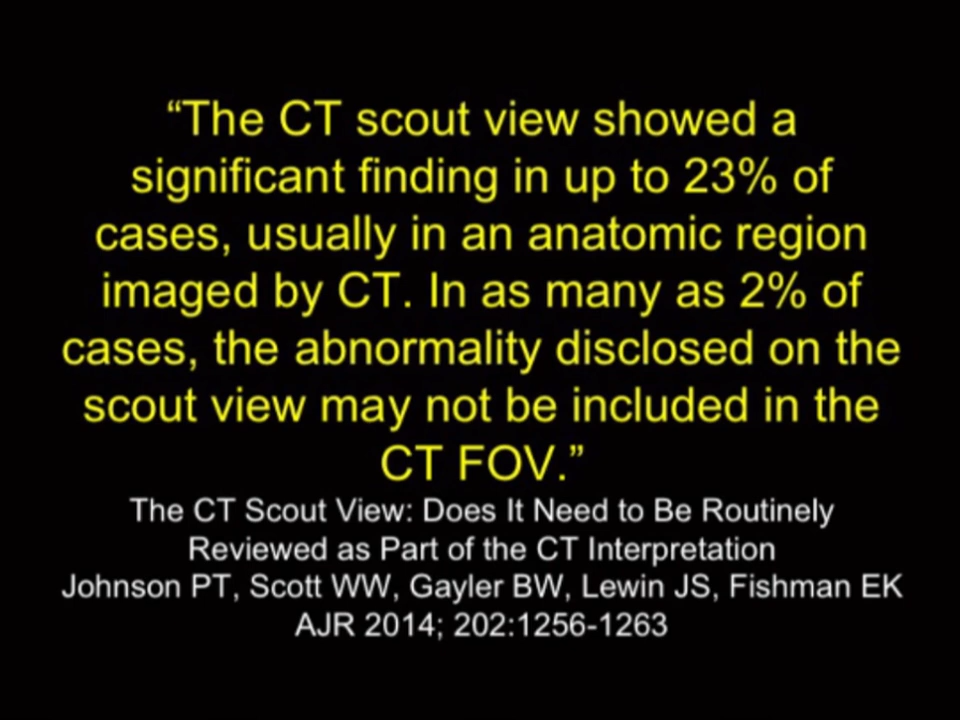 “The CT scout view showed a
significant finding in up to 23% of
cases, usually in an anatomic region
imaged by CT. In as many as 2% of
cases, the abnormality disclosed on the
scout view may not be included in the
CT FOV.”
The CT Scout View: Does It Need to Be Routinely
Reviewed as Part of the CT Interpretation
Johnson PT, Scott WW, Gayler BW, Lewin JS, Fishman EK
AJR 2014; 202:1256-1263